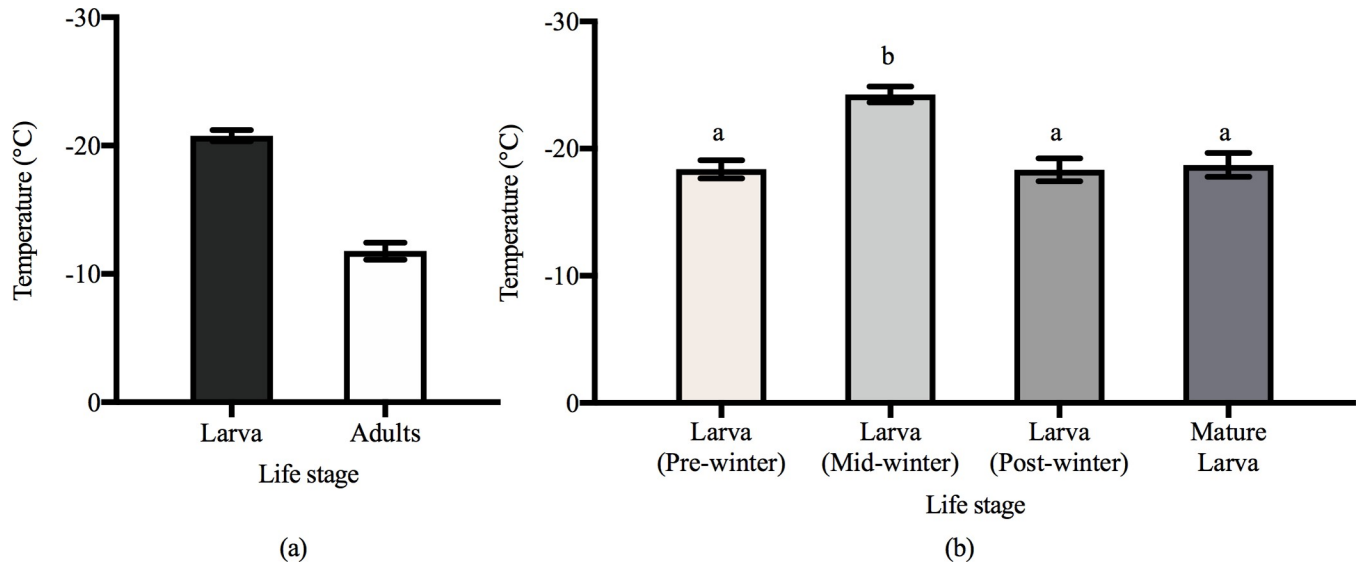 -30
-20
-10
0
Temperature (°C)
Larva
Adults
Life stage
(a)
-30
-20
-10
0
Temperature (°C)
a
b
a
a
Larva
(Pre-winter)
Larva
(Mid-winter)
Larva
(Post-winter)
Mature
Larva
Life stage
(b)